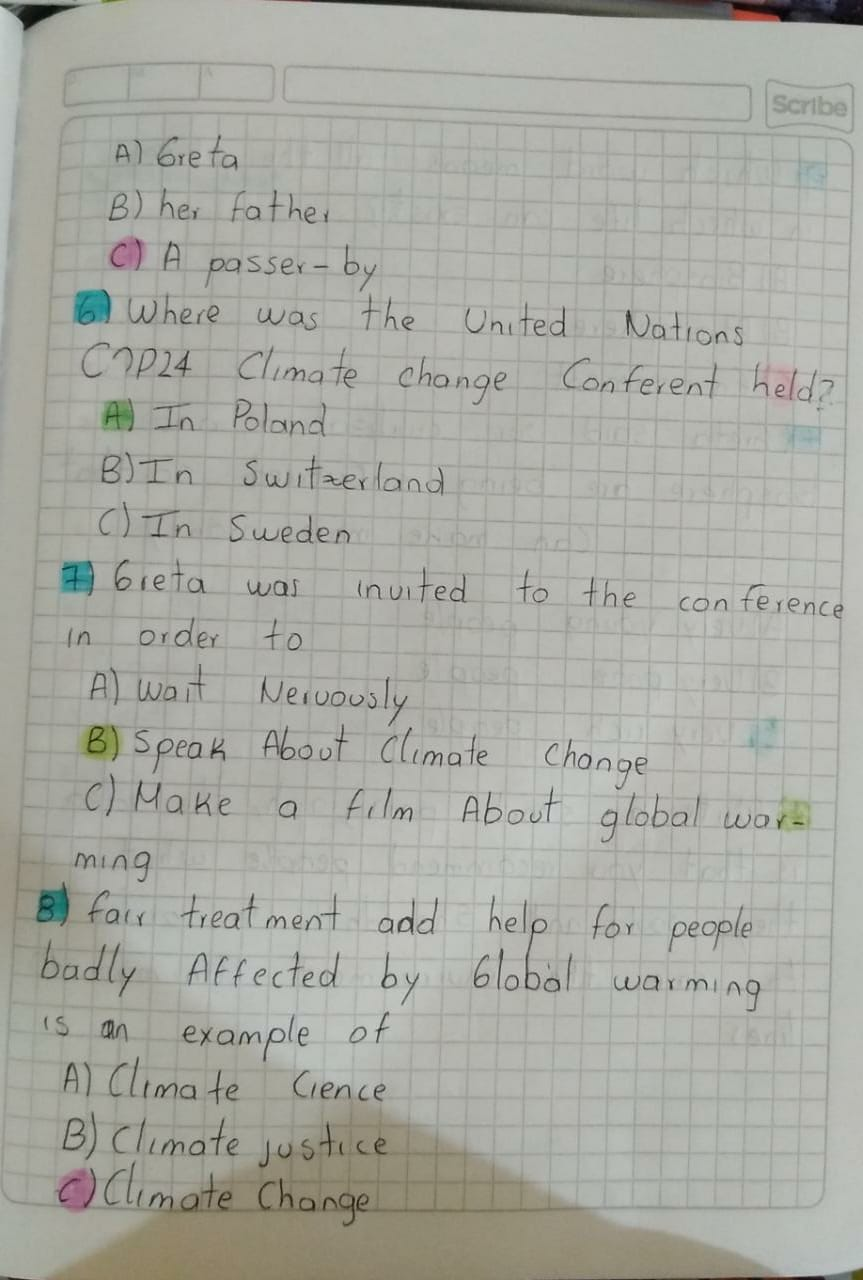 Scribe
A) Greta
B) her father
C) A passer-by
6) Where was the United Nations
COP24 Climate change Conferent held?
A) In Poland
B) In Switzerland
C) In Sweden
7) Greta was invited to the conference
in order to
A) Wait Nervously
B) Speak About Climate Change
C) Make a film About global war-
ming
8) fair treatment add help for people
badly Affected by Global warming
is an example of
A) Climate Cience
B) Climate justice
C) Climate Change